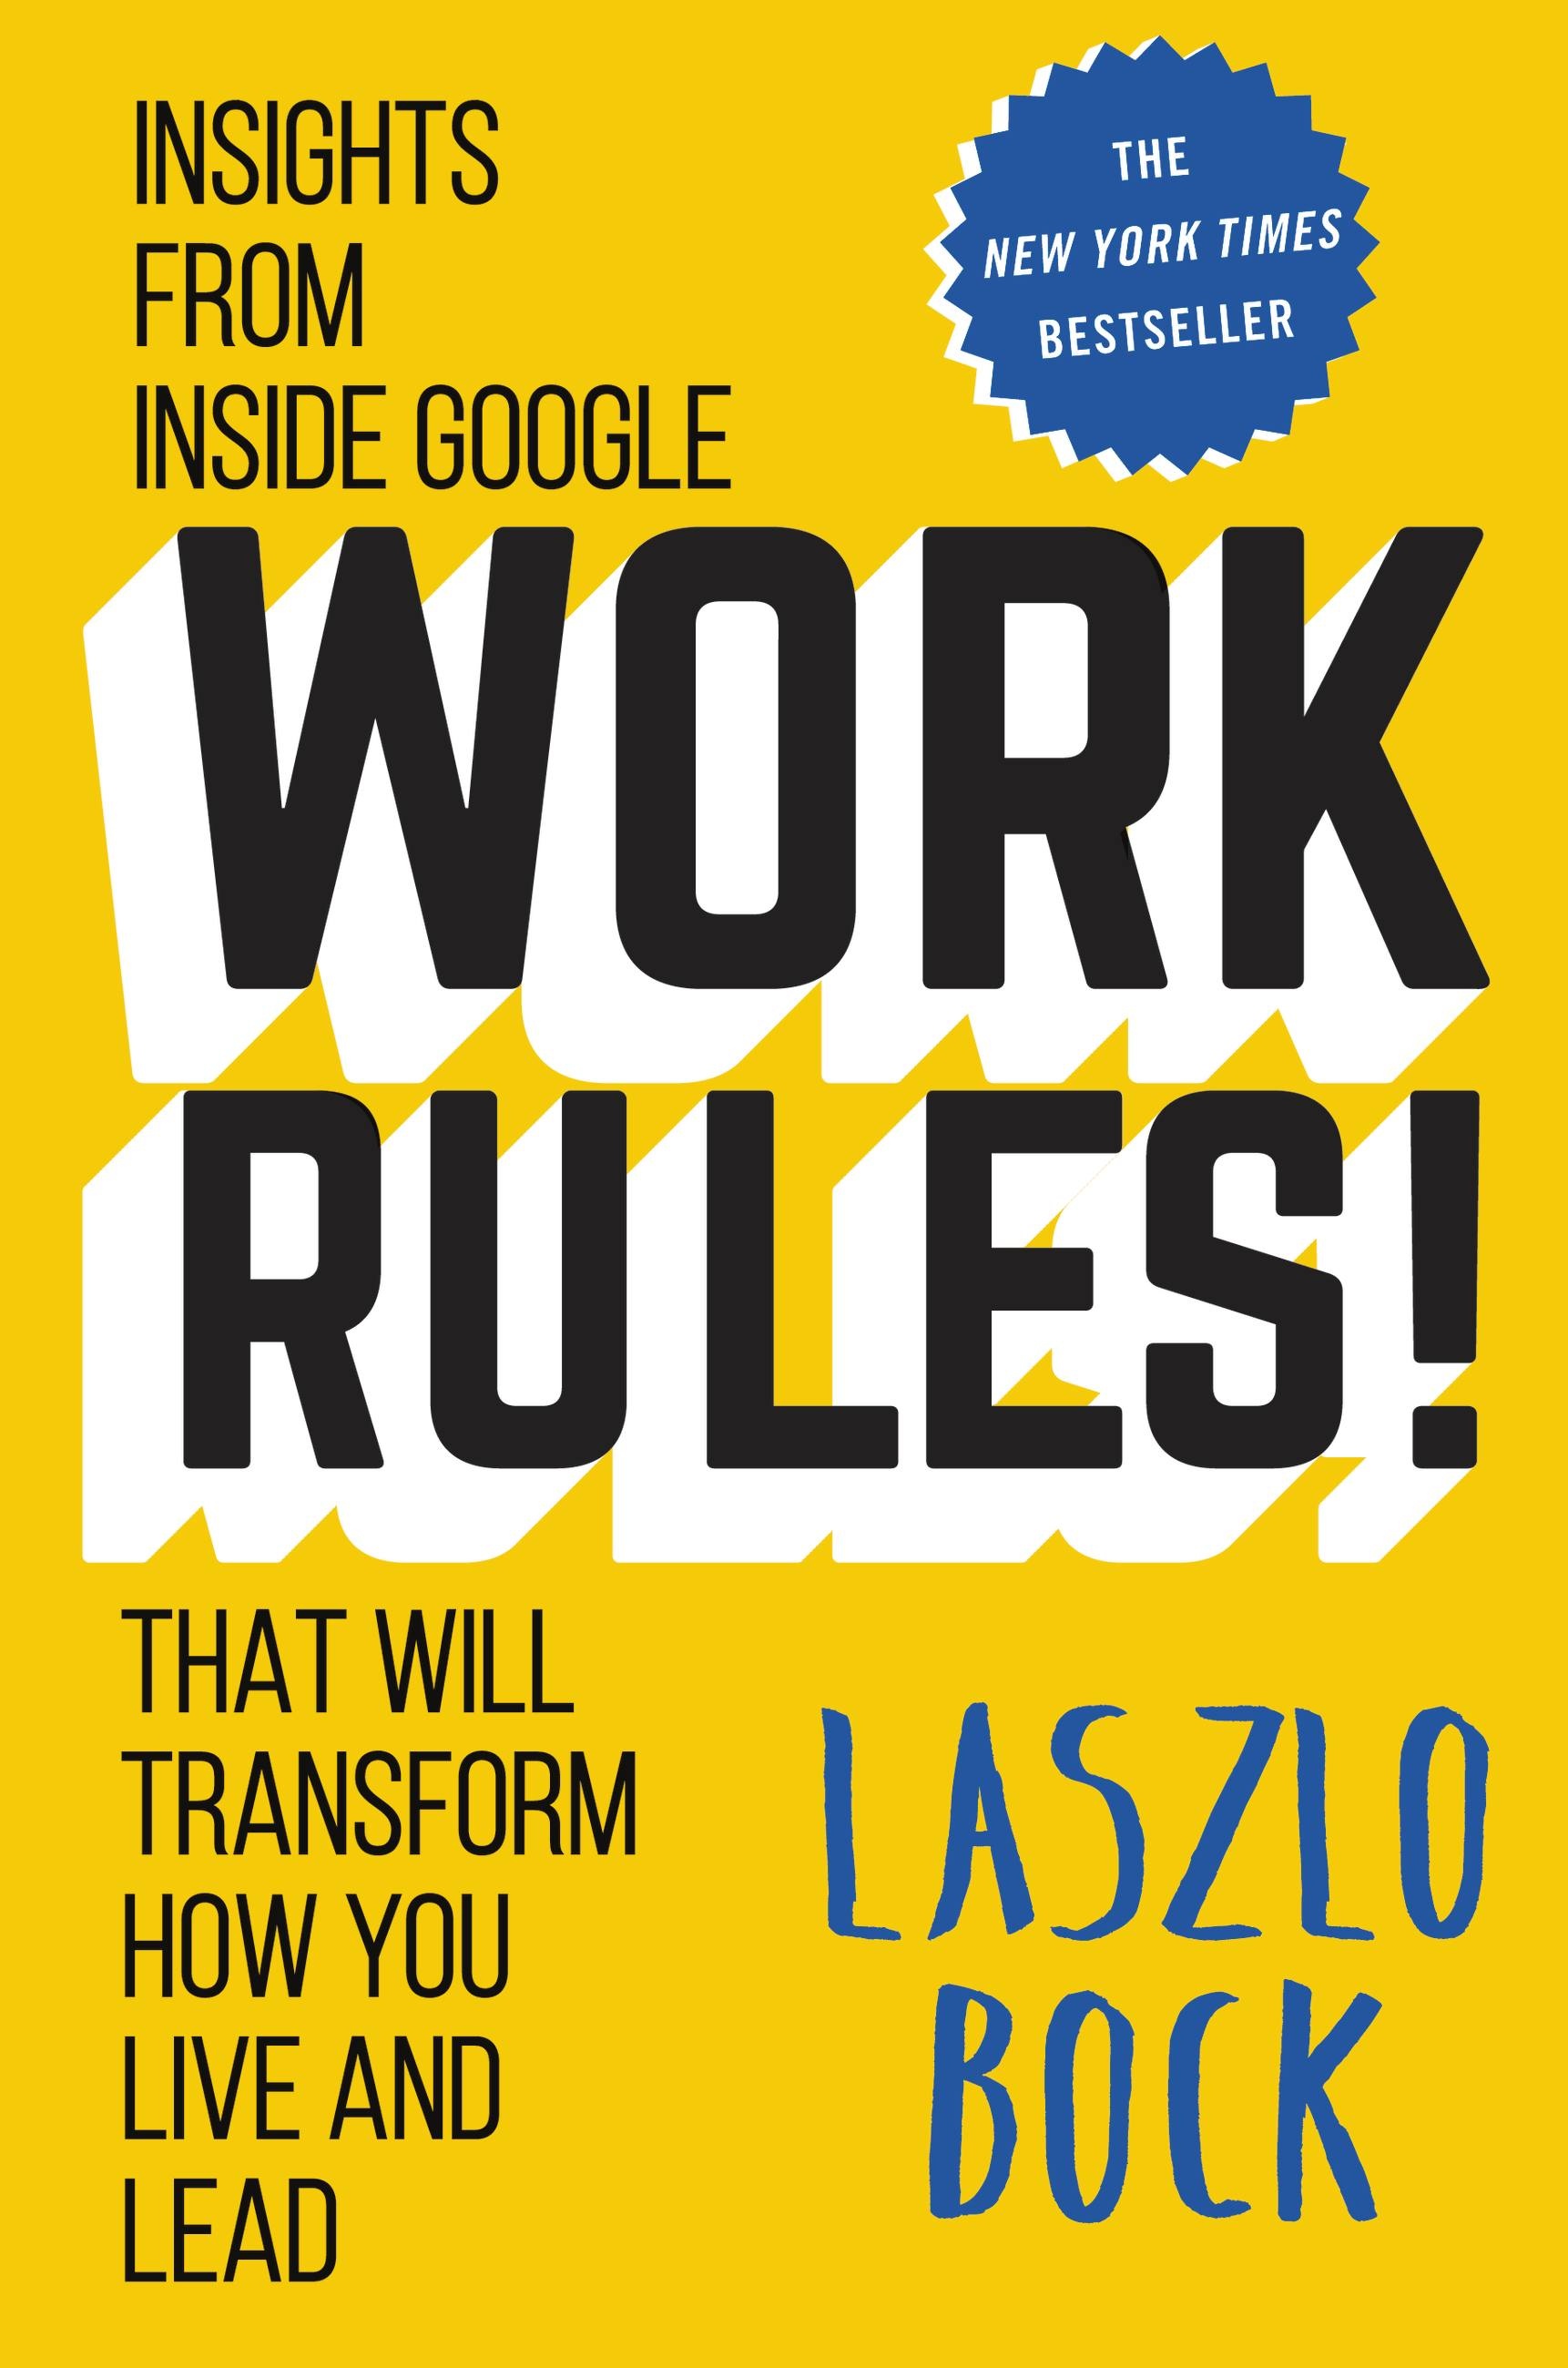 INSIGHTS
FROM
INSIDE GOOGLE
THE
NEW YORK TIMES
BESTSELLER
WORK
RULES!
THAT WILL
TRANSFORM
HOW YOU
LIVE AND
LEAD
LASZLO
BOCK